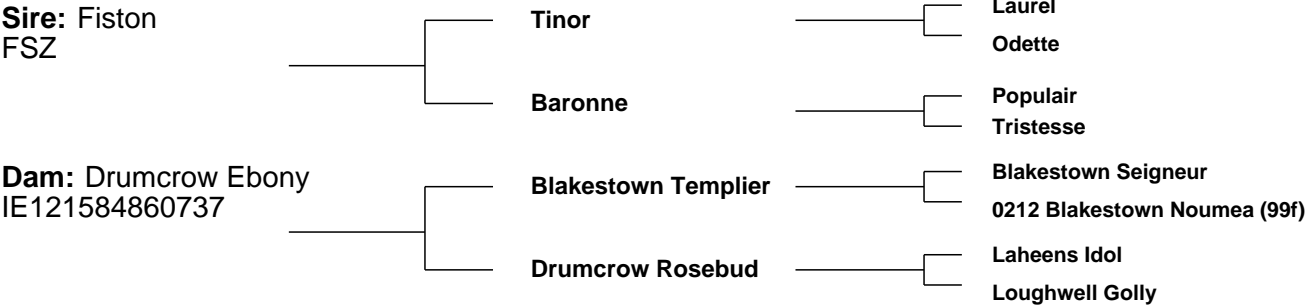 Sire: Fiston
FSZ
Tinor
Laurel
Odette
Baronne
Populair
Tristesse
Dam: Drumcrow Ebony
IE121584860737
Blakestown Templier
Blakestown Seigneur
0212 Blakestown Noumea (99f)
Drumcrow Rosebud
Laheens Idol
Loughwell Golly